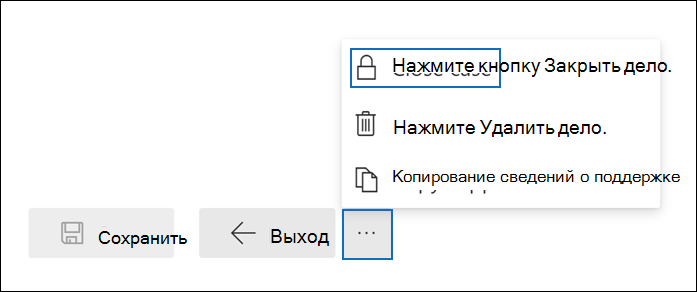 Нажмите кнопку Закрыть дело.
Нажмите Удалить дело.
Копирование сведений о поддержке
Сохранить
Выход
...